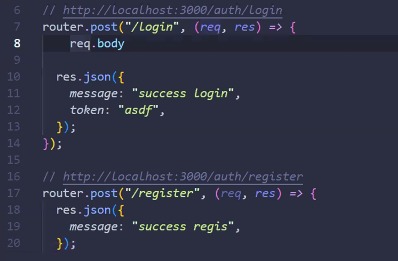 6 // http://localhost:3000/auth/login
7 router.post("/login", (req, res) => {
8 req.body
9
10 res.json({
11 message: "success login",
12 token: "asdf",
13 });
14 });
15
16 // http://localhost:3000/auth/register
17 router.post("/register", (req, res) => {
18 res.json({
19 message: "success regis",
20 });